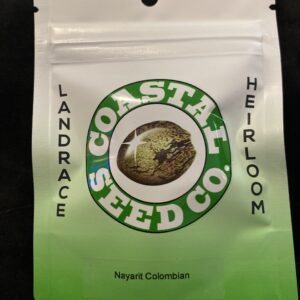 LANDRACE
COASTAL
SEED CO.
HEIRLOOM
Nayarit Colombian